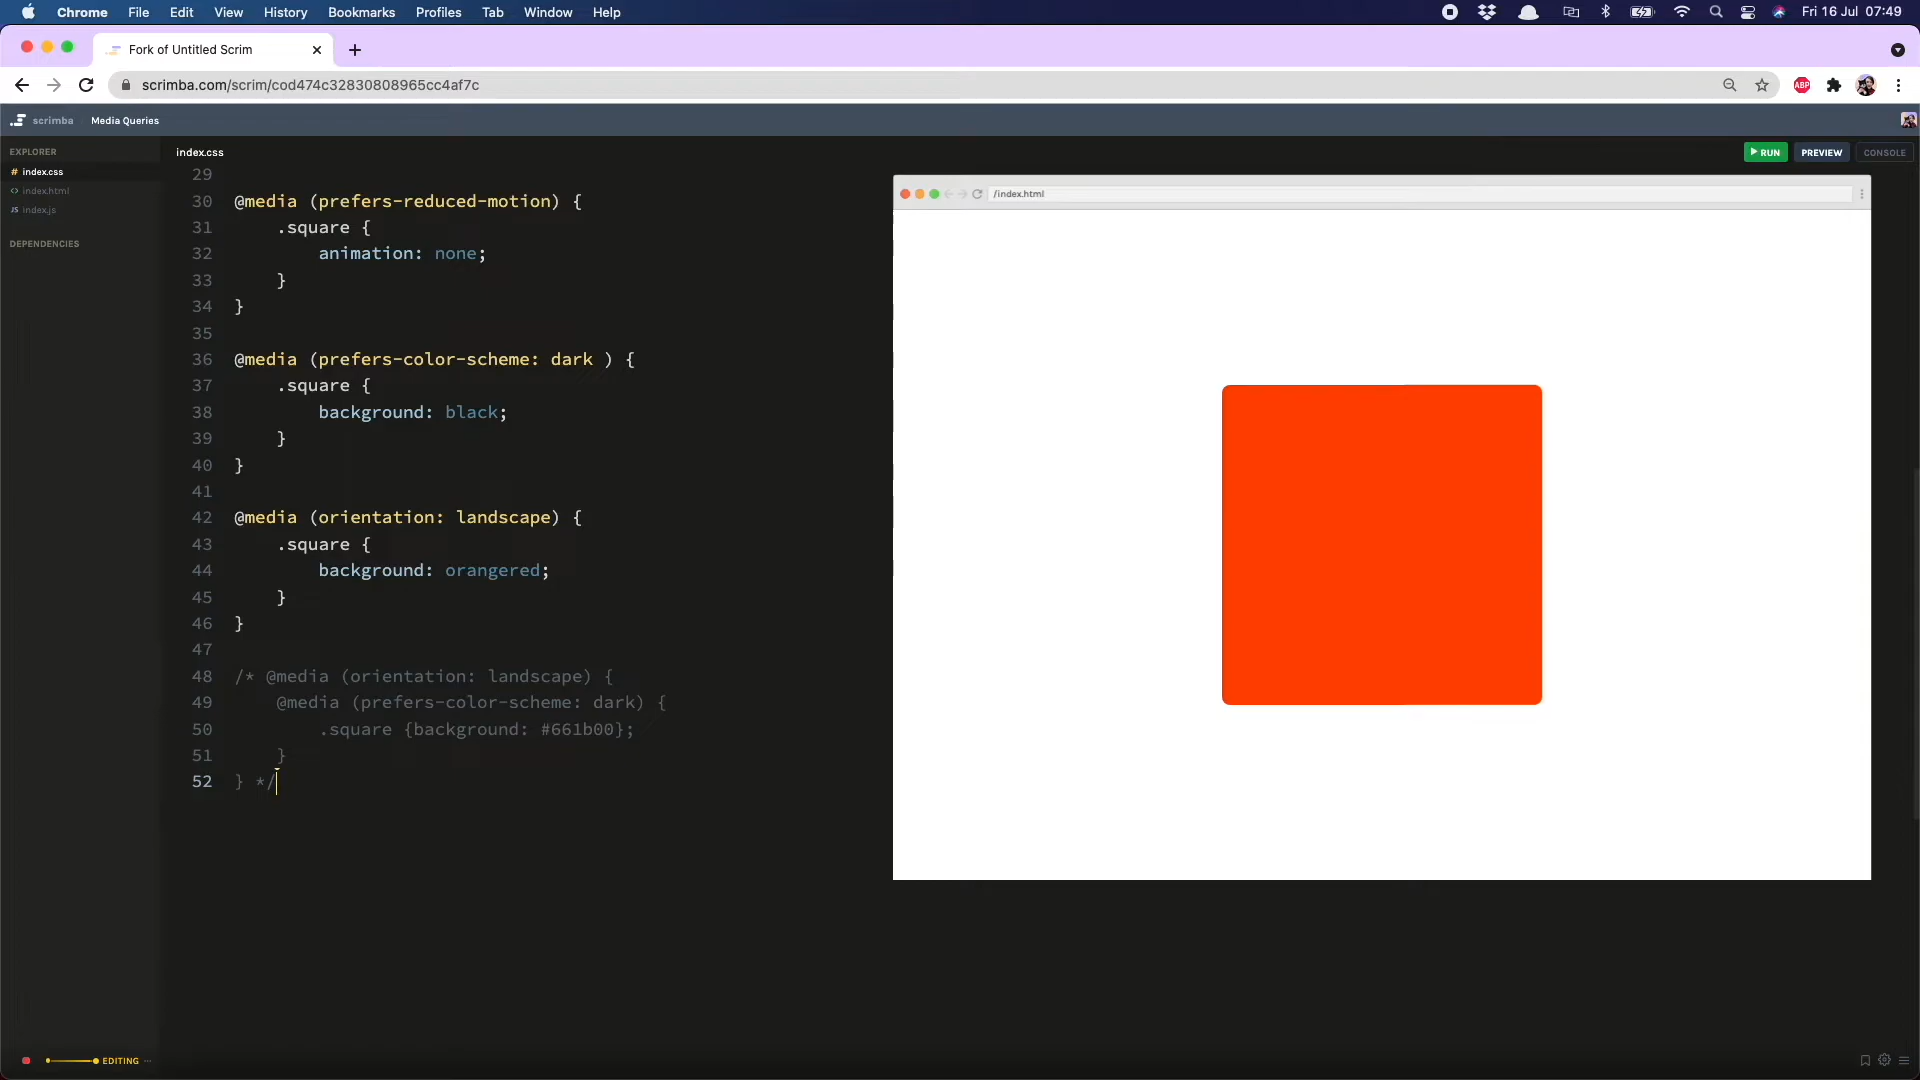 Chrome File Edit View History Bookmarks Profiles Tab Window Help Fri 16 Jul 07:49
Fork of Untitled Scrim
scrimba.com/scrim/cod474c32830808965cc4af7c
ABP
scrimba Media Queries
EXPLORER
# index.css
<> index.html
JS index.js
DEPENDENCIES
index.css
RUN PREVIEW CONSOLE
/index.html
29
30 @media (prefers-reduced-motion) {
31 .square {
32 animation: none;
33 }
34 }
35
36 @media (prefers-color-scheme: dark ) {
37 .square {
38 background: black;
39 }
40 }
41
42 @media (orientation: landscape) {
43 .square {
44 background: orangered;
45 }
46 }
47
48 /* @media (orientation: landscape) {
49 @media (prefers-color-scheme: dark) {
50 .square {background: #661b00};
51 }
52 } */
EDITING ...